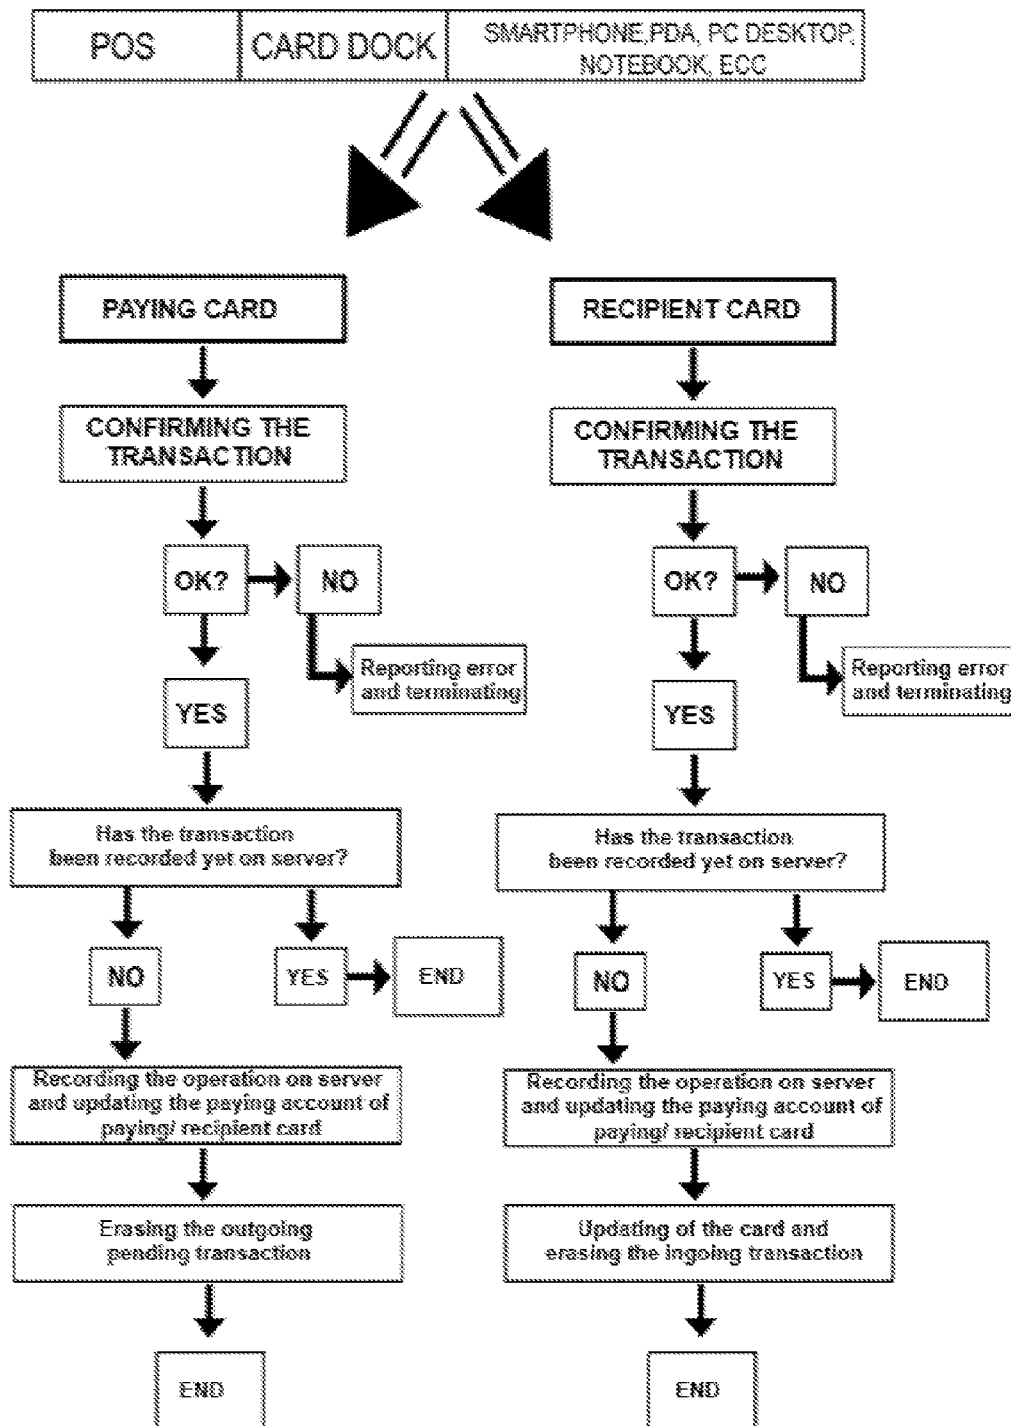 POS
CARD DOCK
SMARTPHONE,PDA, PC DESKTOP,
NOTEBOOK, ECC
PAYING CARD
CONFIRMING THE
TRANSACTION
OK?
NO
Reporting error
and terminating
YES
Has the transaction
been recorded yet on server?
NO
YES
END
Recording the operation on server
and updating the paying account of
paying/ recipient card
Erasing the outgoing
pending transaction
END
RECIPIENT CARD
CONFIRMING THE
TRANSACTION
OK?
NO
Reporting error
and terminating
YES
Has the transaction
been recorded yet on server?
NO
YES
END
Recording the operation on server
and updating the paying account of
paying/ recipient card
Updating of the card and
erasing the ingoing transaction
END